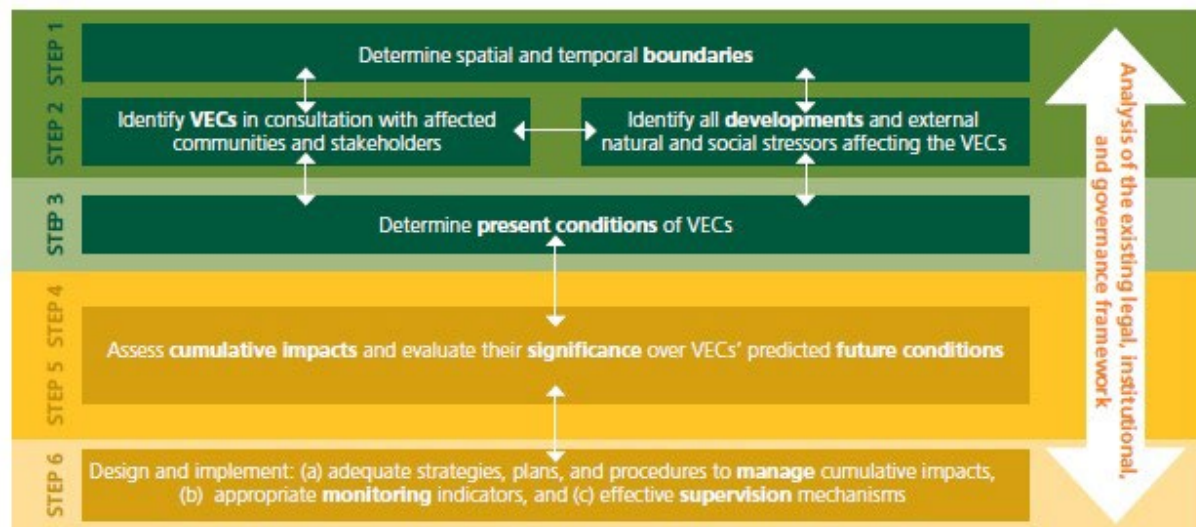 STEP 1
Determine spatial and temporal boundaries
STEP 2
Identify VECs in consultation with affected
communities and stakeholders
Identify all developments and external
natural and social stressors affecting the VECs
STEP 3
Determine present conditions of VECs
STEP 4
STEP 5
Assess cumulative impacts and evaluate their significance over VECs’ predicted future conditions
STEP 6
Design and implement: (a) adequate strategies, plans, and procedures to manage cumulative impacts,
(b) appropriate monitoring indicators, and (c) effective supervision mechanisms
Analysis of the existing legal, institutional,
and governance framework